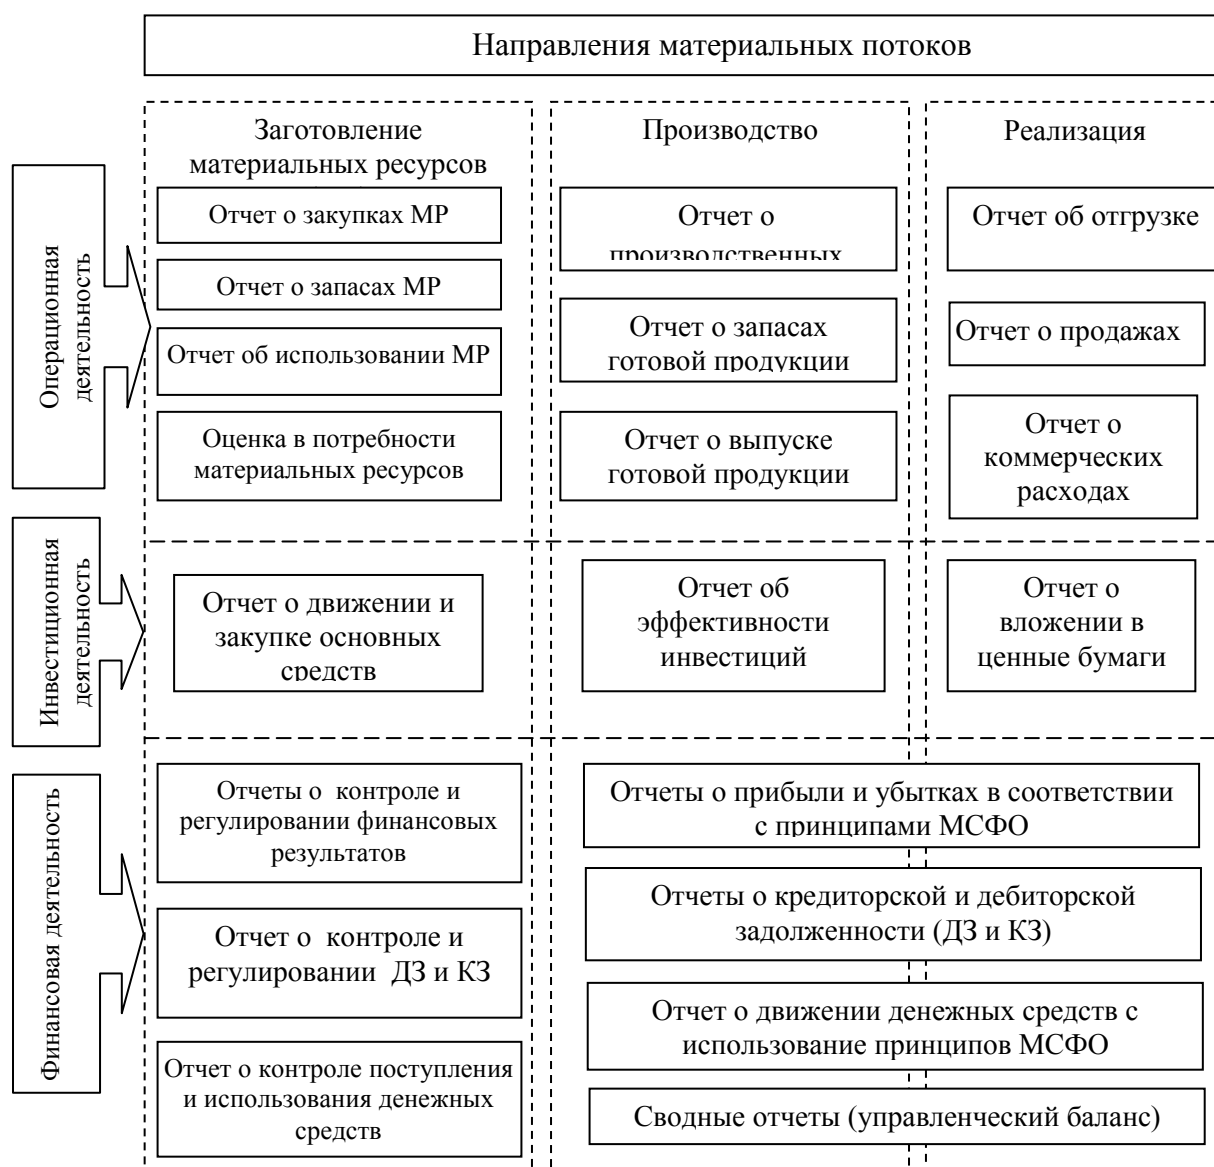 Направления материальных потоков
Заготовление
материальных ресурсов
Производство
Реализация
Операционная
деятельность
Отчет о закупках МР
Отчет о запасах МР
Отчет об использовании МР
Оценка в потребности
материальных ресурсов
Отчет о
производственных
Отчет о запасах
готовой продукции
Отчет о выпуске
готовой продукции
Отчет об отгрузке
Отчет о продажах
Отчет о
коммерческих
расходах
Инвестиционная
деятельность
Отчет о движении и
закупке основных
средств
Отчет об
эффективности
инвестиций
Отчет о
вложении в
ценные бумаги
Финансовая деятельность
Отчеты о контроле и
регулировании финансовых
результатов
Отчет о контроле и
регулировании ДЗ и КЗ
Отчет о контроле поступления
и использования денежных
средств
Отчеты о прибыли и убытках в соответствии
с принципами МСФО
Отчеты о кредиторской и дебиторской
задолженности (ДЗ и КЗ)
Отчет о движении денежных средств с
использование принципов МСФО
Сводные отчеты (управленческий баланс)